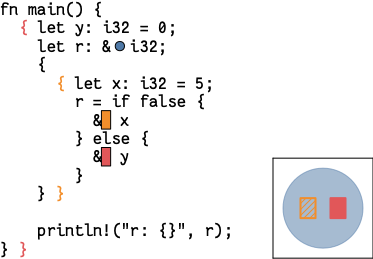 fn main() {
{ let y: i32 = 0;
let r: & i32;
{
{ let x: i32 = 5;
r = if false {
& x
} else {
& y
}
} }
println!("r: {}", r);
} }